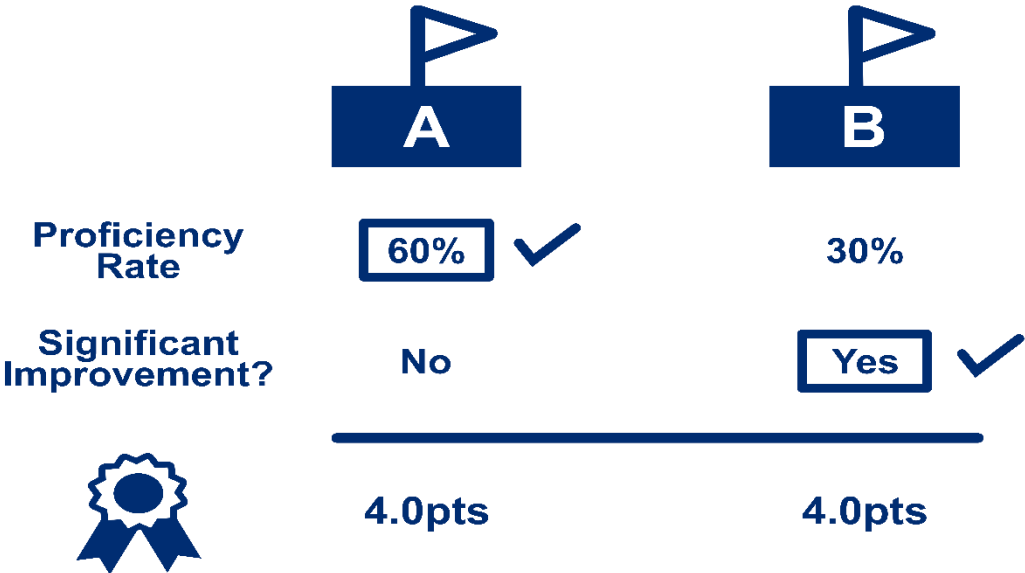 A B
Proficiency
Rate
60% 30%
Significant
Improvement?
No Yes
4.0pts 4.0pts